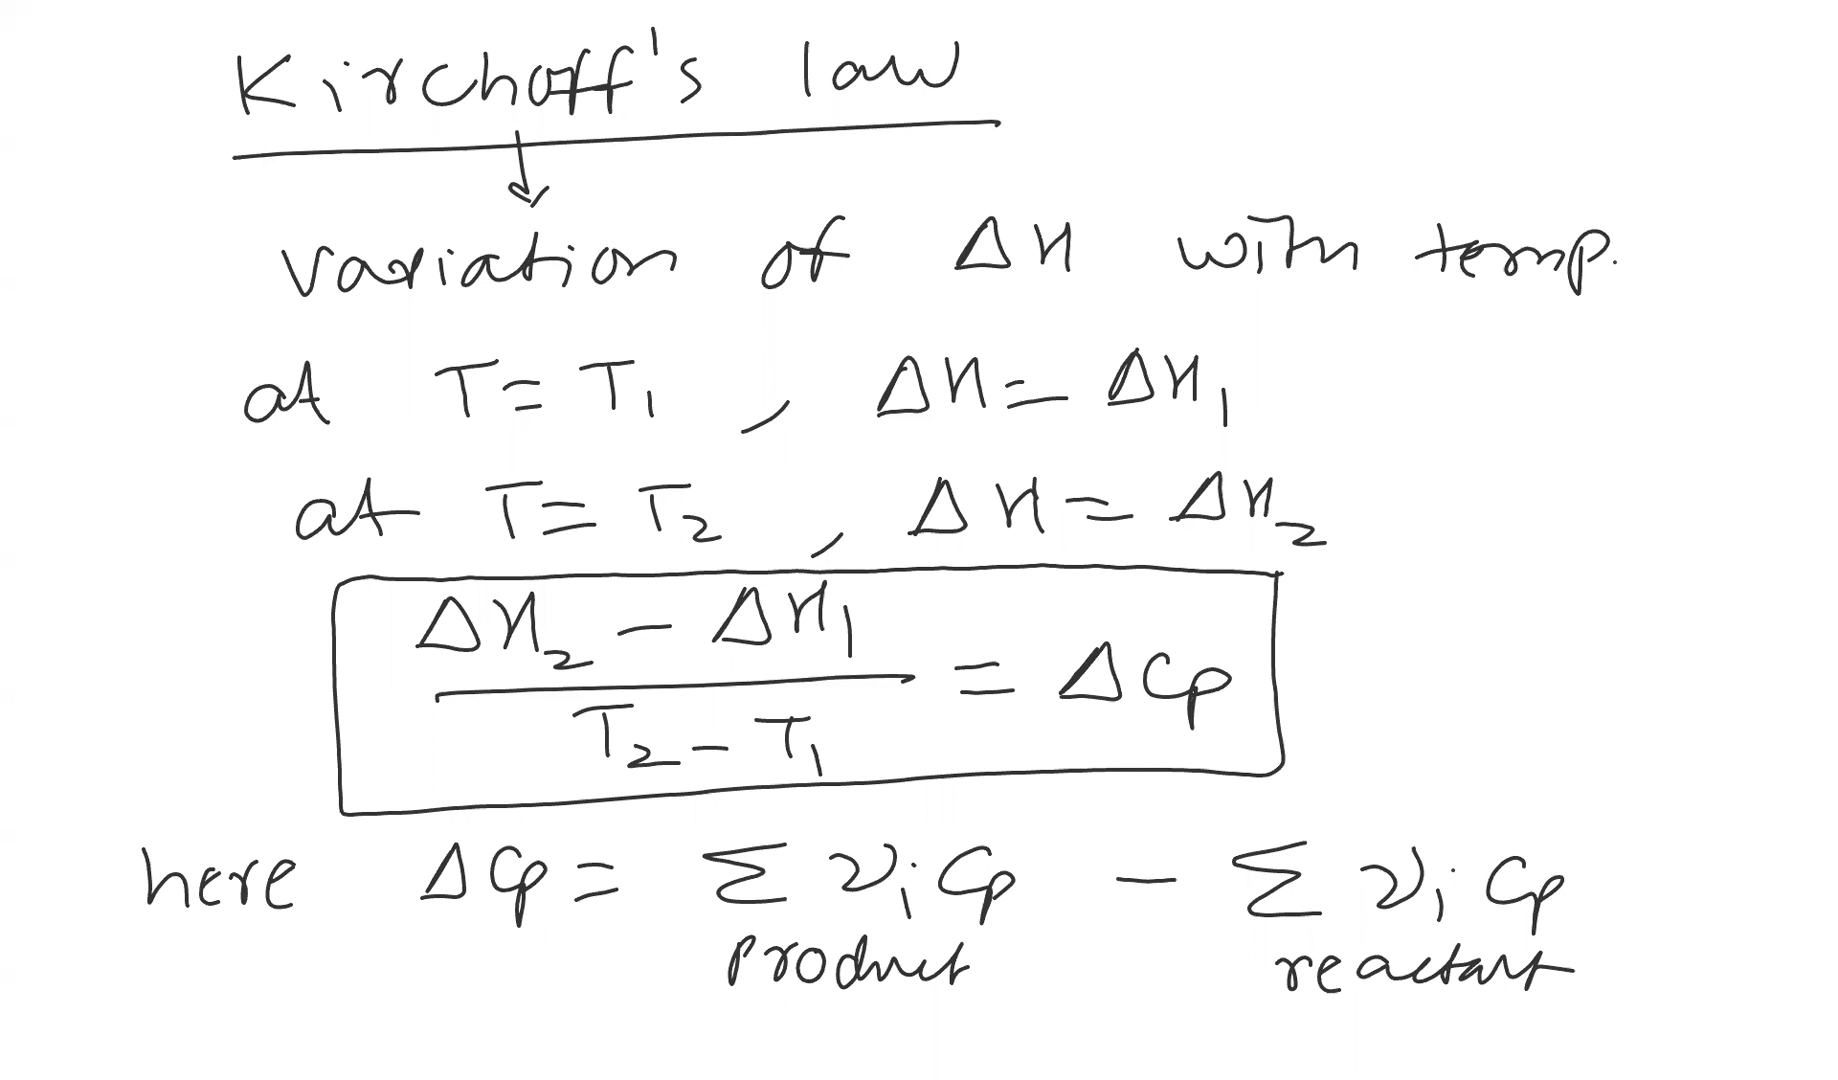 Kirchoff's law
variation of ΔH with temp.
at T = T₁ , ΔH = ΔH₁
at T = T₂ , ΔH = ΔH₂
ΔH₂ - ΔH₁
= ΔCp
T₂ - T₁
here ΔCp = Σ νᵢ Cp - Σ νᵢ Cp
product reactant